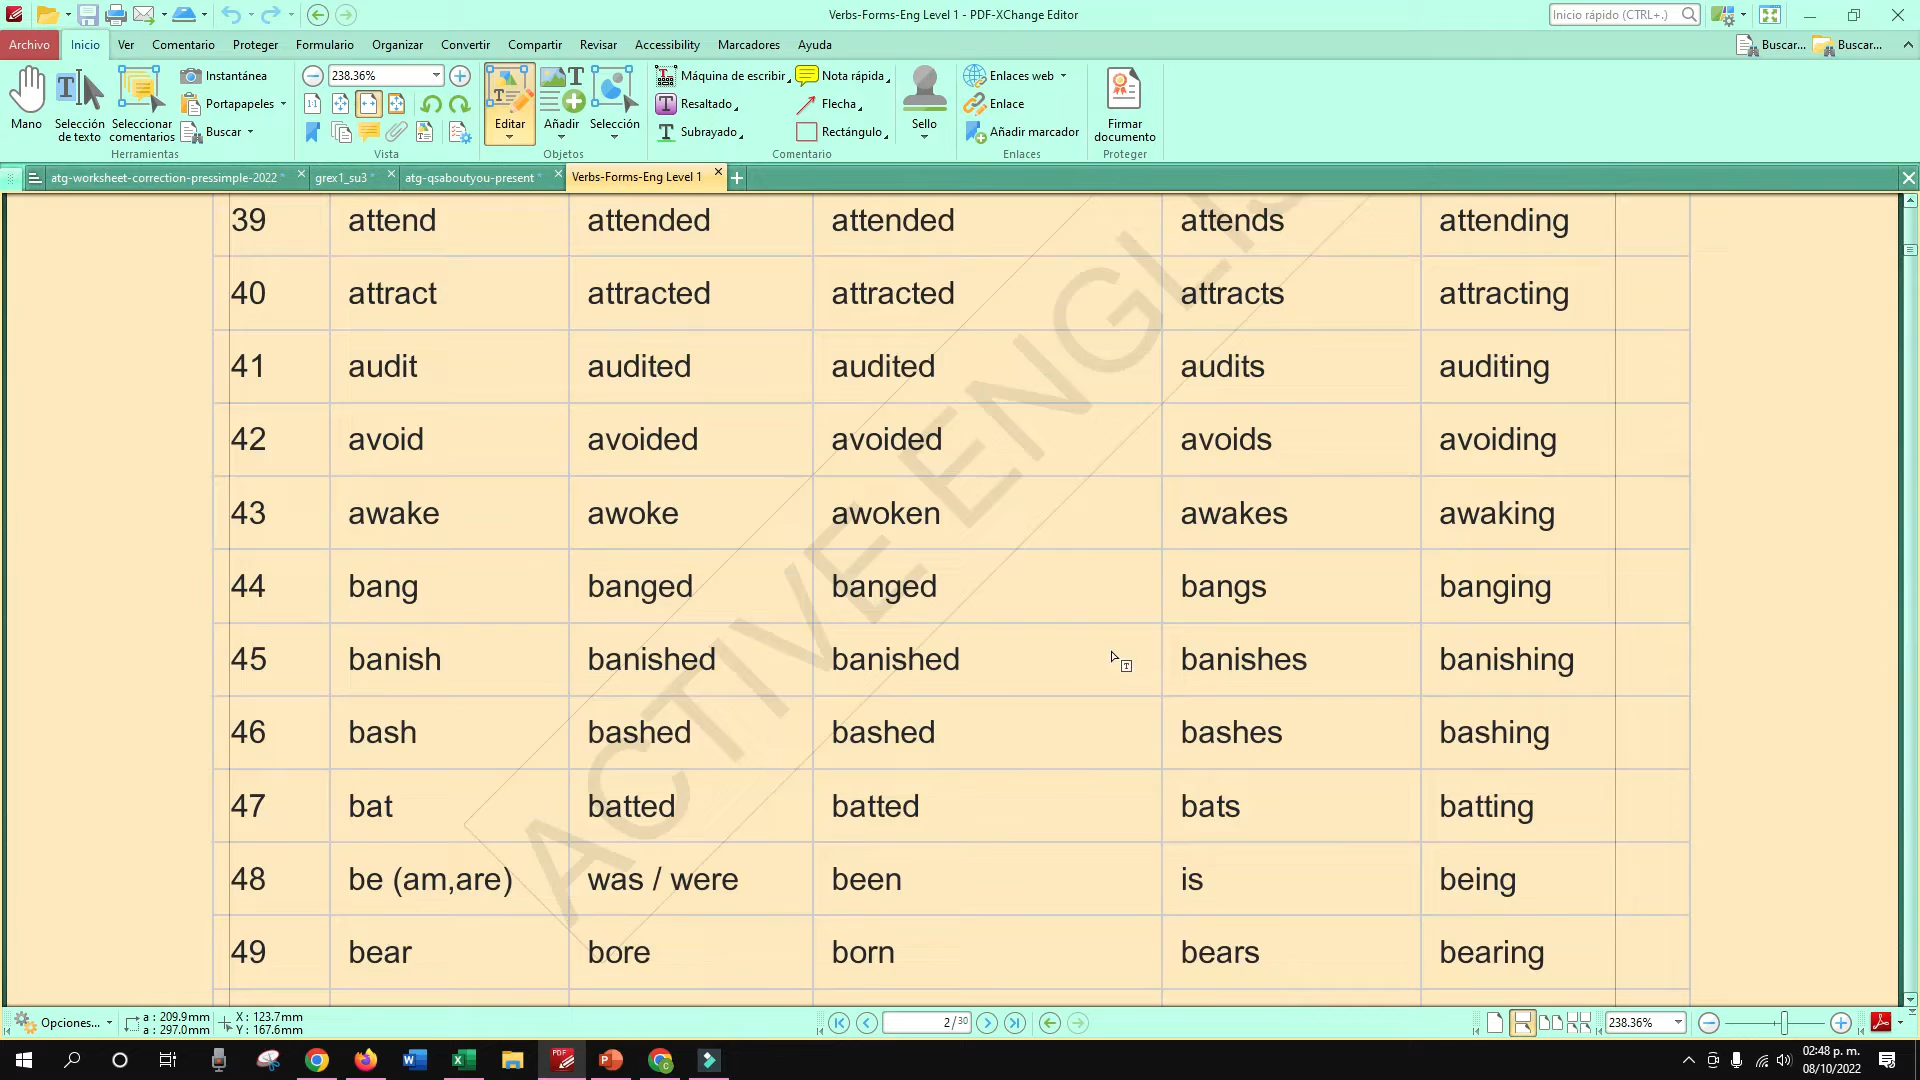 Verbs-Forms-Eng Level 1 - PDF-XChange Editor
Inicio rápido (CTRL+.)
Archivo Inicio Ver Comentario Proteger Formulario Organizar Convertir Compartir Revisar Accessibility Marcadores Ayuda Buscar... Buscar...
Mano
Selección de texto
Seleccionar comentarios
Instantánea
Portapapeles
Buscar
Herramientas
238.36%
Vista
Editar
Añadir
Selección
Objetos
Máquina de escribir
Resaltado
Subrayado
Nota rápida
Flecha
Rectángulo
Sello
Comentario
Enlaces web
Enlace
Añadir marcador
Enlaces
Firmar documento
Proteger
atg-worksheet-correction-pressimple-2022 * grex1_su3 * atg-qsaboutyou-present * Verbs-Forms-Eng Level 1
39 attend attended attended attends attending
40 attract attracted attracted attracts attracting
41 audit audited audited audits auditing
42 avoid avoided avoided avoids avoiding
43 awake awoke awoken awakes awaking
44 bang banged banged bangs banging
45 banish banished banished banishes banishing
46 bash bashed bashed bashes bashing
47 bat batted batted bats batting
48 be (am,are) was / were been is being
49 bear bore born bears bearing
ACTIVE ENGLIS
Opciones...
a : 209.9mm
a : 297.0mm
X : 123.7mm
Y : 167.6mm
2 / 30
238.36%
02:48 p. m.
08/10/2022